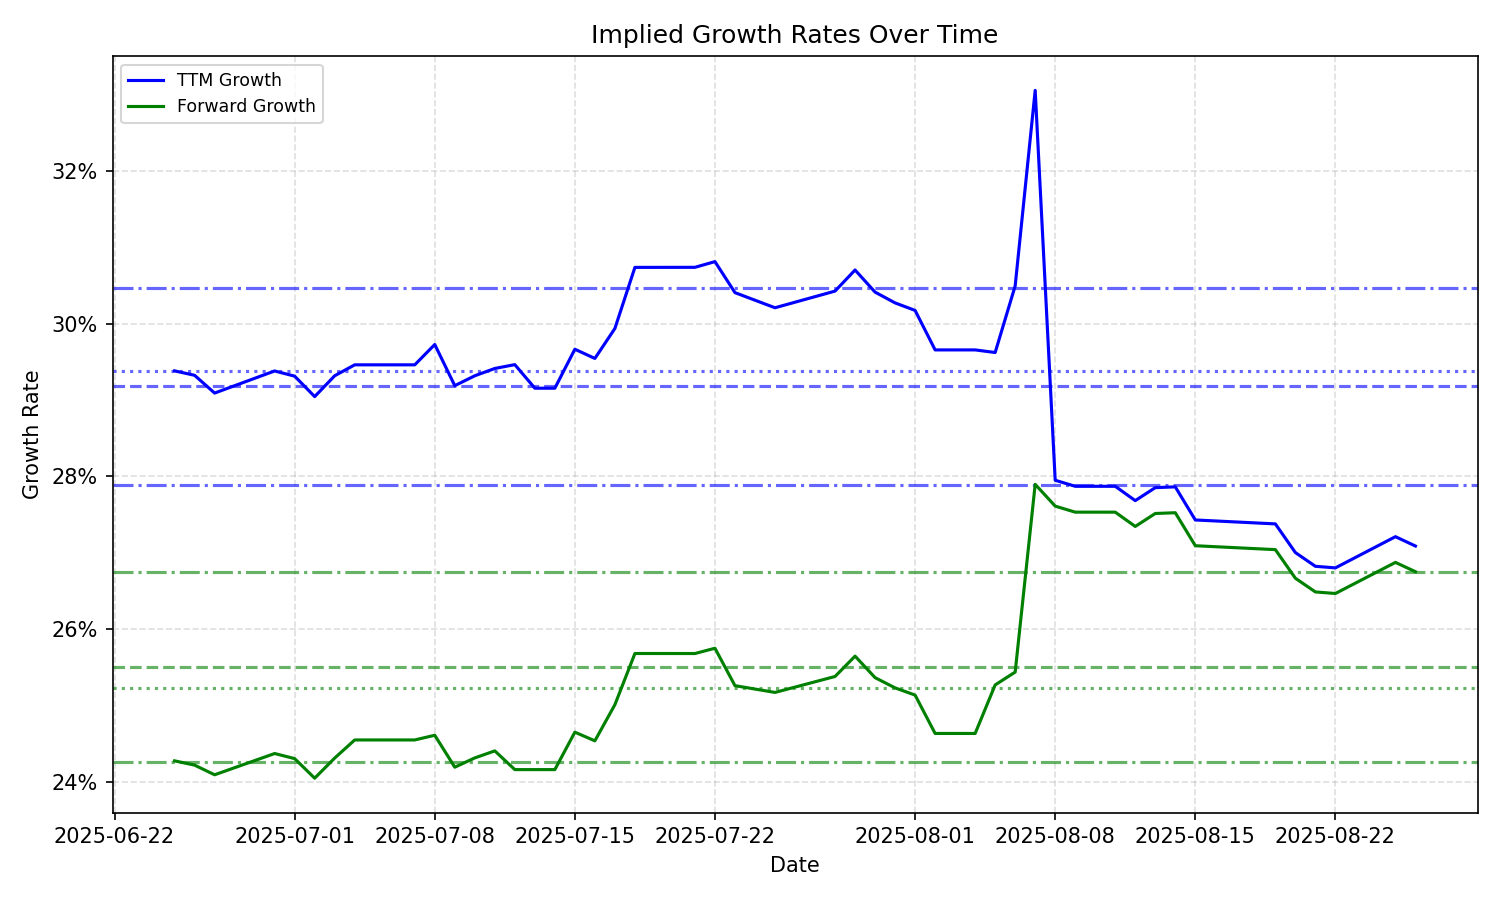 Implied Growth Rates Over Time
TTM Growth
Forward Growth
32%
30%
28%
26%
24%
Growth Rate
2025-06-22 2025-07-01 2025-07-08 2025-07-15 2025-07-22 2025-08-01 2025-08-08 2025-08-15 2025-08-22
Date